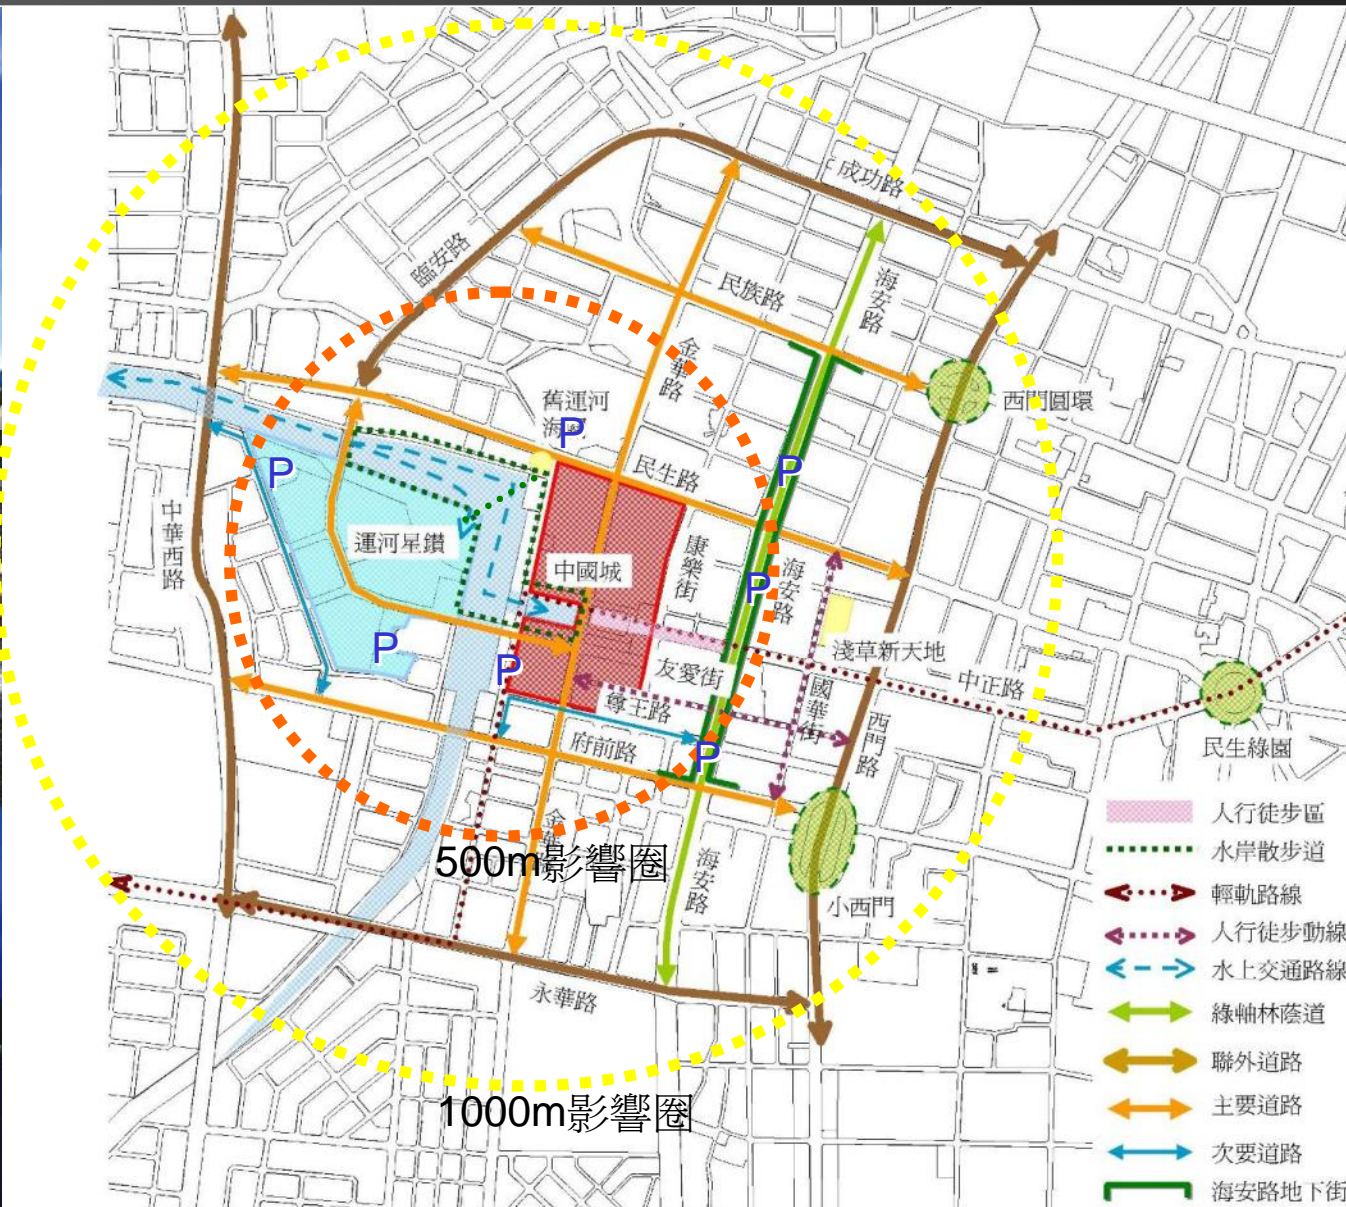 成功路
臨安路
民族路
海安路
金華路
西門圓環
舊運河
P
民生路
P
P
中華西路
運河星鑽
中國城
康樂街
P
海安路
淺草新天地
P
P
友愛街
中正路
尊王路
國華街
西門路
府前路
P
民生綠園
金華路
500m影響圈
海安路
小西門
永華路
1000m影響圈
人行徒步區
水岸散步道
輕軌路線
人行徒步動線
水上交通路線
綠軸林蔭道
聯外道路
主要道路
次要道路
海安路地下街